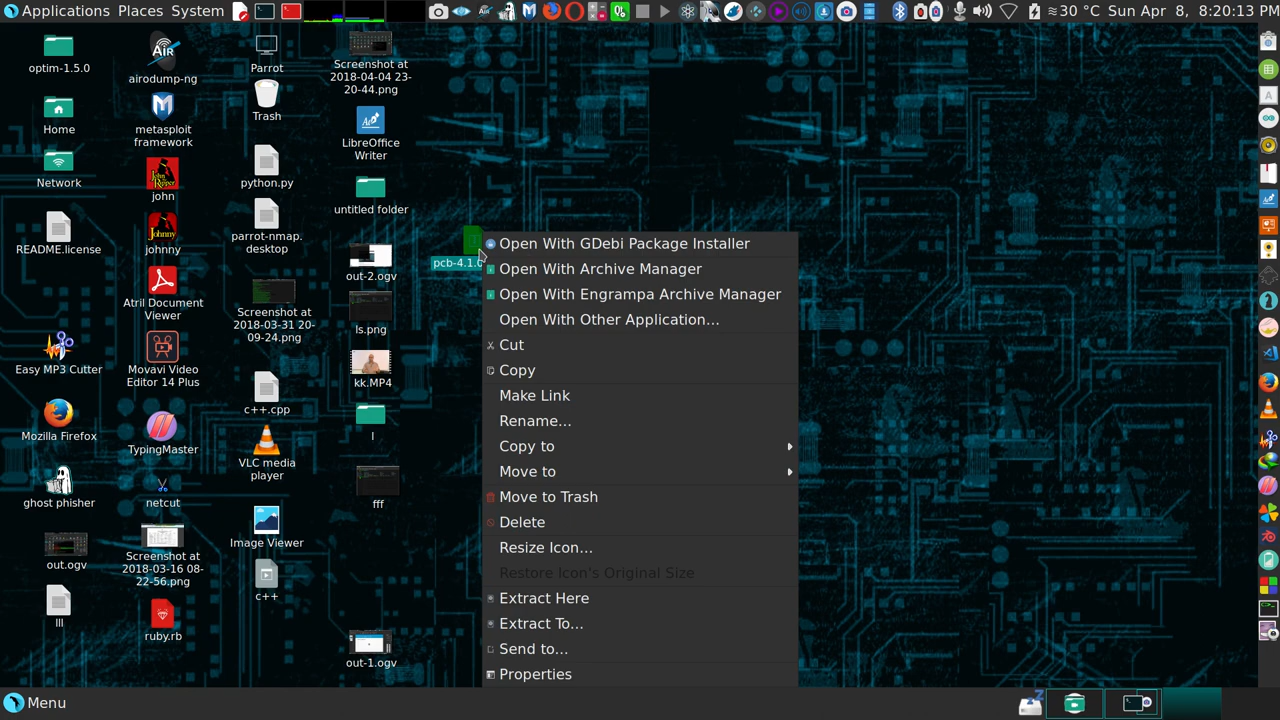 Applications Places System
30 °C Sun Apr 8, 8:20:13 PM
optim-1.5.0
Home
Network
README.license
Easy MP3 Cutter
Mozilla Firefox
ghost phisher
out.ogv
lll
airodump-ng
metasploit
framework
john
johnny
Atril Document
Viewer
Movavi Video
Editor 14 Plus
TypingMaster
netcut
Screenshot at
2018-03-16 08-
22-56.png
ruby.rb
Parrot
Trash
python.py
parrot-nmap.
desktop
Screenshot at
2018-03-31 20-
09-24.png
c++.cpp
VLC media
player
Image Viewer
c++
Screenshot at
2018-04-04 23-
20-44.png
LibreOffice
Writer
untitled folder
out-2.ogv
ls.png
kk.MP4
l
fff
out-1.ogv
pcb-4.1.0
Open With GDebi Package Installer
Open With Archive Manager
Open With Engrampa Archive Manager
Open With Other Application...
Cut
Copy
Make Link
Rename...
Copy to
Move to
Move to Trash
Delete
Resize Icon...
Restore Icon's Original Size
Extract Here
Extract To...
Send to...
Properties
Menu